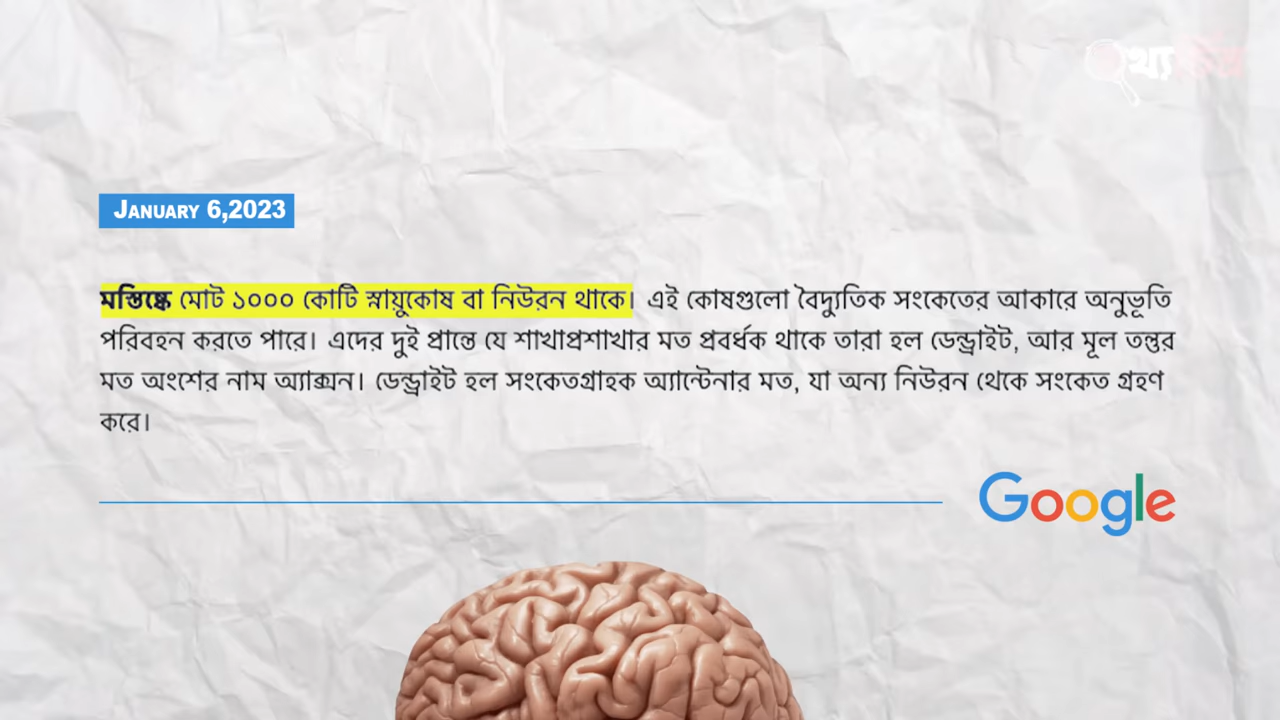 January 6,2023
মস্তিষ্কে মোট ১০০০ কোটি স্নায়ুকোষ বা নিউরন থাকে। এই কোষগুলো বৈদ্যুতিক সংকেতের আকারে অনুভূতি
পরিবহন করতে পারে। এদের দুই প্রান্তে যে শাখাপ্রশাখার মত প্রবর্ধক থাকে তারা হল ডেন্ড্রাইট, আর মূল তন্তুর
মত অংশের নাম অ্যাক্সন। ডেন্ড্রাইট হল সংকেতগ্রাহক অ্যান্টেনার মত, যা অন্য নিউরন থেকে সংকেত গ্রহণ
করে।
Google